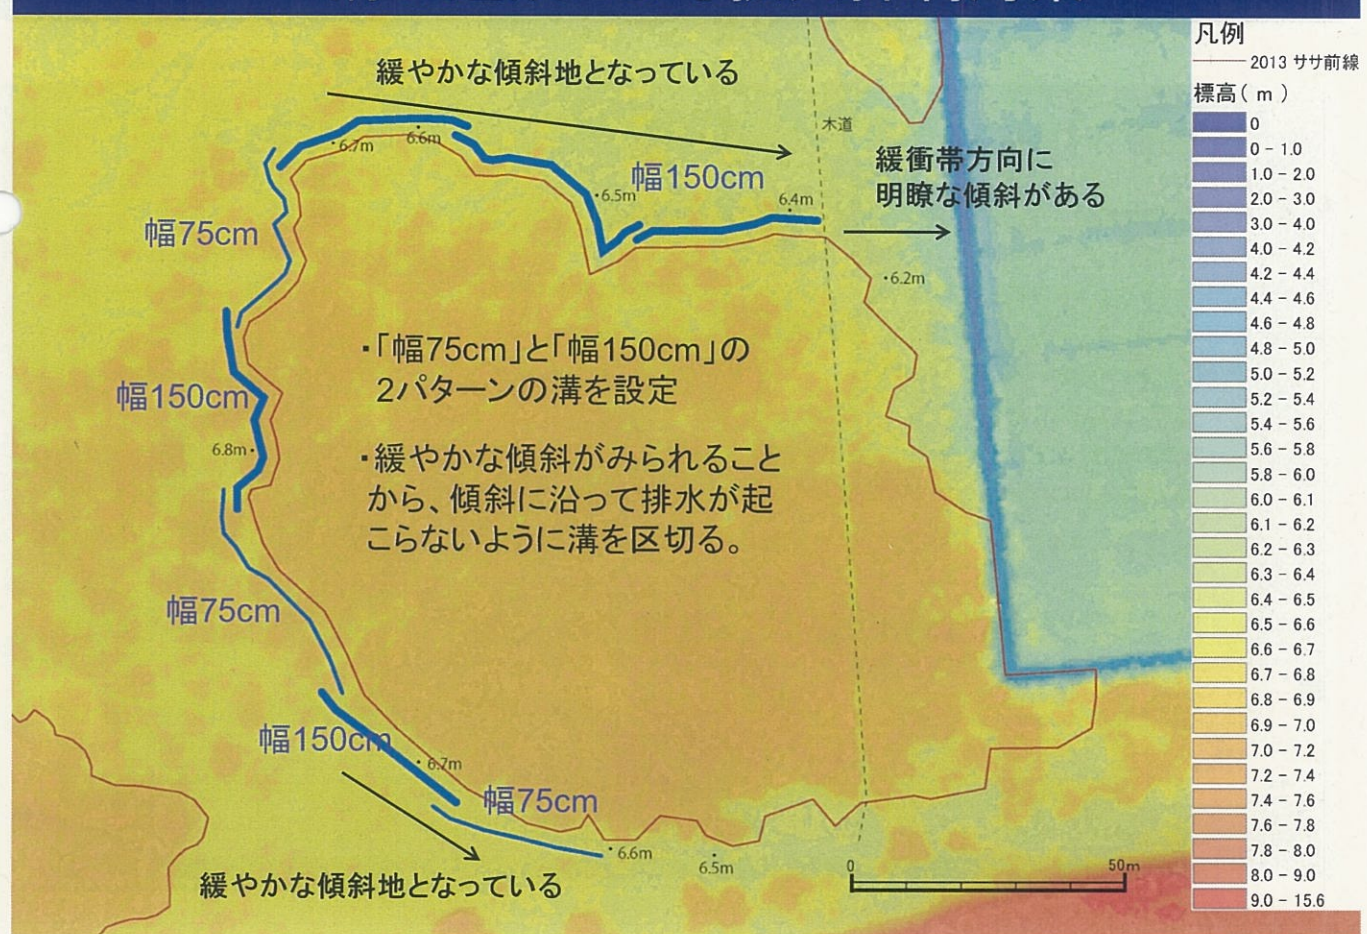 緩やかな傾斜地となっている
木道
緩衝帯方向に
明瞭な傾斜がある
6.7m
6.6m
幅150cm
6.5m
6.4m
幅75cm
6.2m
・「幅75cm」と「幅150cm」の
2パターンの溝を設定
幅150cm
6.8m
・緩やかな傾斜がみられること
から、傾斜に沿って排水が起
こらないように溝を区切る。
幅75cm
幅150cm
6.7m
幅75cm
6.6m
6.5m
緩やかな傾斜地となっている
0
50m
凡例
2013 ササ前線
標高( m )
0
0 - 1.0
1.0 - 2.0
2.0 - 3.0
3.0 - 4.0
4.0 - 4.2
4.2 - 4.4
4.4 - 4.6
4.6 - 4.8
4.8 - 5.0
5.0 - 5.2
5.2 - 5.4
5.4 - 5.6
5.6 - 5.8
5.8 - 6.0
6.0 - 6.1
6.1 - 6.2
6.2 - 6.3
6.3 - 6.4
6.4 - 6.5
6.5 - 6.6
6.6 - 6.7
6.7 - 6.8
6.8 - 6.9
6.9 - 7.0
7.0 - 7.2
7.2 - 7.4
7.4 - 7.6
7.6 - 7.8
7.8 - 8.0
8.0 - 9.0
9.0 - 15.6